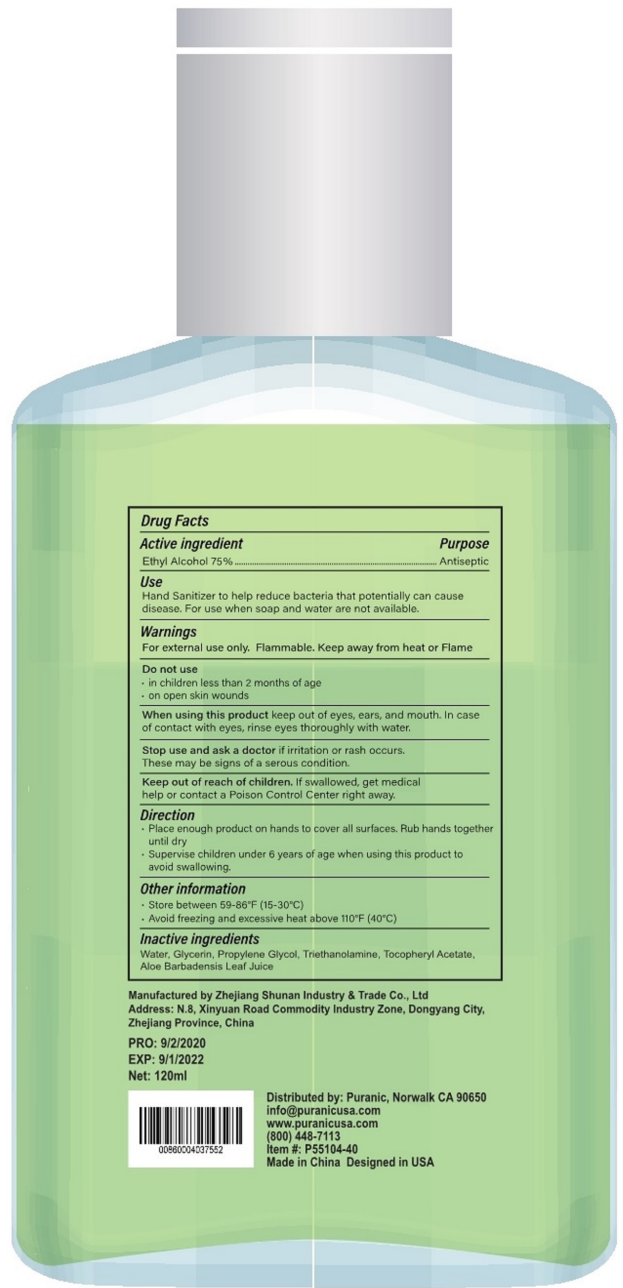 Drug Facts
Active ingredient Purpose
Ethyl Alcohol 75% ........ Antiseptic
Use
Hand Sanitizer to help reduce bacteria that potentially can cause
disease. For use when soap and water are not available.
Warnings
For external use only. Flammable. Keep away from heat or Flame
Do not use
· in children less than 2 months of age
· on open skin wounds
When using this product keep out of eyes, ears, and mouth. In case
of contact with eyes, rinse eyes thoroughly with water.
Stop use and ask a doctor if irritation or rash occurs.
These may be signs of a serous condition.
Keep out of reach of children. If swallowed, get medical
help or contact a Poison Control Center right away.
Direction
· Place enough product on hands to cover all surfaces. Rub hands together
until dry
· Supervise children under 6 years of age when using this product to
avoid swallowing.
Other information
· Store between 59-86°F (15-30°C)
· Avoid freezing and excessive heat above 110°F (40°C)
Inactive ingredients
Water, Glycerin, Propylene Glycol, Triethanolamine, Tocopheryl Acetate,
Aloe Barbadensis Leaf Juice
Manufactured by Zhejiang Shunan Industry & Trade Co., Ltd
Address: N.8, Xinyuan Road Commodity Industry Zone, Dongyang City,
Zhejiang Province, China
PRO: 9/2/2020
EXP: 9/1/2022
Net: 120ml
00860004037552
Distributed by: Puranic, Norwalk CA 90650
info@puranicusa.com
www.puranicusa.com
(800) 448-7113
Item #: P55104-40
Made in China Designed in USA